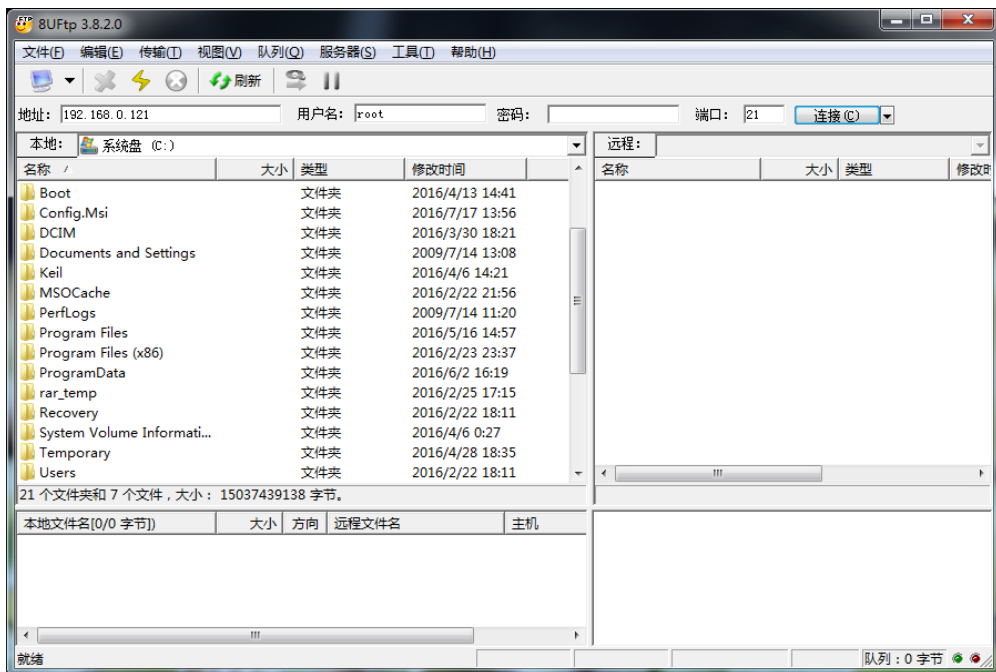 8UFtp 3.8.2.0
文件(F) 编辑(E) 传输(T) 视图(V) 队列(Q) 服务器(S) 工具(T) 帮助(H)
刷新
地址: 192.168.0.121 用户名: root 密码: 端口: 21 连接(C)
本地: 系统盘 (C:) 远程:
名称 大小 类型 修改时间 名称 大小 类型 修改时
Boot 文件夹 2016/4/13 14:41
Config.Msi 文件夹 2016/7/17 13:56
DCIM 文件夹 2016/3/30 18:21
Documents and Settings 文件夹 2009/7/14 13:08
Keil 文件夹 2016/4/6 14:21
MSOCache 文件夹 2016/2/22 21:56
PerfLogs 文件夹 2009/7/14 11:20
Program Files 文件夹 2016/5/16 14:57
Program Files (x86) 文件夹 2016/2/23 23:37
ProgramData 文件夹 2016/6/2 16:19
rar_temp 文件夹 2016/2/25 17:15
Recovery 文件夹 2016/2/22 18:11
System Volume Informati... 文件夹 2016/4/6 0:27
Temporary 文件夹 2016/4/28 18:35
Users 文件夹 2016/2/22 18:11
21 个文件夹和 7 个文件，大小： 15037439138 字节。
本地文件名[0/0 字节]) 大小 方向 远程文件名 主机
就绪 队列：0 字节